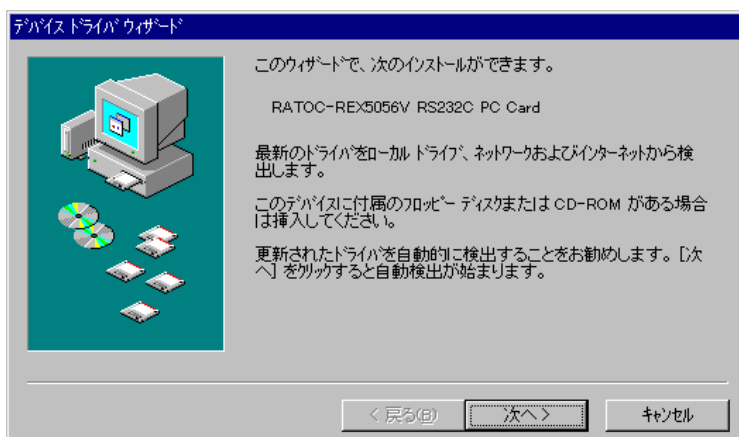 ﾃﾞﾊﾞｲｽ ﾄﾞﾗｲﾊﾞ ｳｨｻﾞｰﾄﾞ
このｳｨｻﾞｰﾄﾞで、次のｲﾝｽﾄｰﾙができます。
RATOC-REX5056V RS232C PC Card
最新のﾄﾞﾗｲﾊﾞをﾛｰｶﾙ ﾄﾞﾗｲﾌﾞ、ﾈｯﾄﾜｰｸおよびｲﾝﾀｰﾈｯﾄから検
出します。
このﾃﾞﾊﾞｲｽに付属のﾌﾛｯﾋﾟｰ ﾃﾞｨｽｸまたは CD-ROM がある場合
は挿入してください。
更新されたﾄﾞﾗｲﾊﾞを自動的に検出することをお勧めします。[次
へ] をｸﾘｯｸすると自動検出が始まります。
< 戻る(B) 次へ > ｷｬﾝｾﾙ